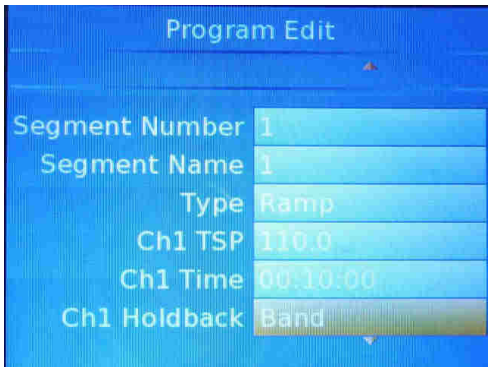 Program Edit
Segment Number 1
Segment Name 1
Type Ramp
Ch1 TSP 110.0
Ch1 Time 00:10:00
Ch1 Holdback Band